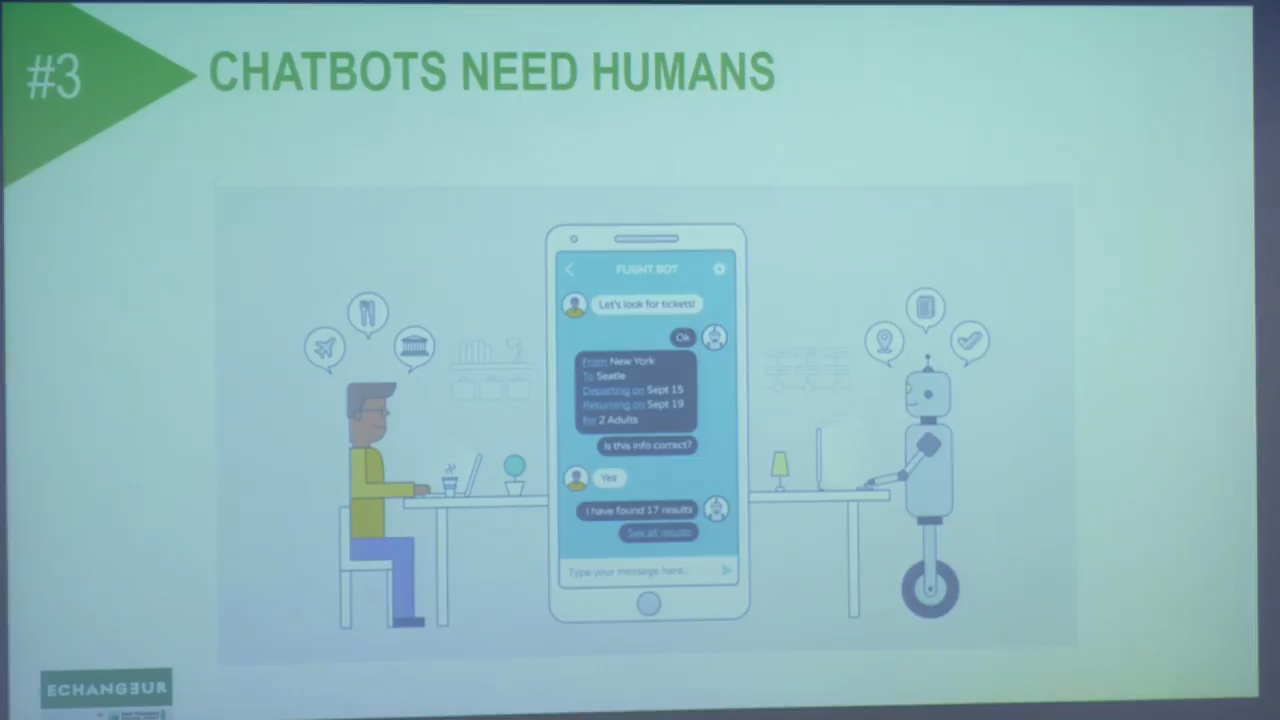 #3
CHATBOTS NEED HUMANS
FLIGHT BOT
Let's look for tickets!
Ok
From New York
To Seatle
Departing on Sept 15
Returning on Sept 19
for 2 Adults
Is this info correct?
Yes
I have found 17 results
See all results
Type your message here...
ECHANGEUR